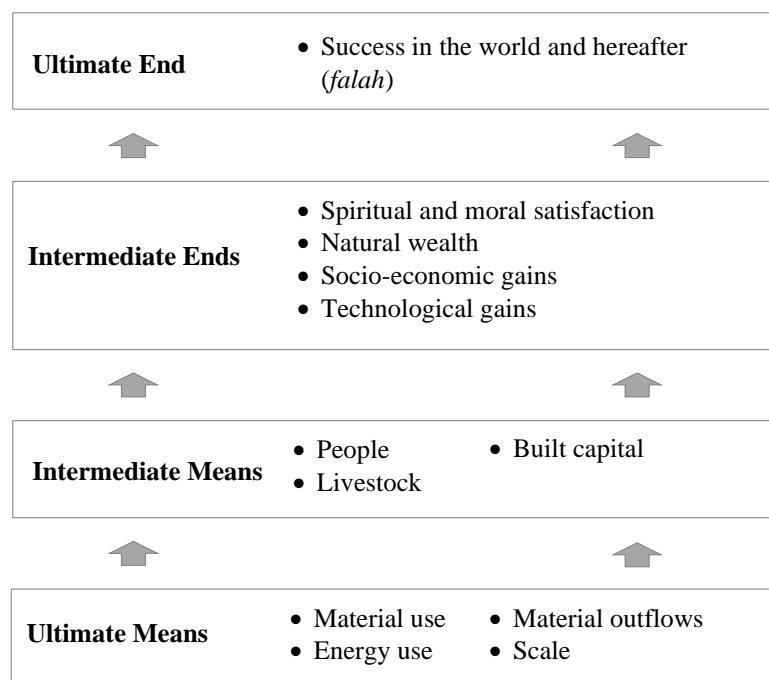 Ultimate End
• Success in the world and hereafter
(falah)
Intermediate Ends
• Spiritual and moral satisfaction
• Natural wealth
• Socio-economic gains
• Technological gains
Intermediate Means
• People
• Livestock
• Built capital
Ultimate Means
• Material use
• Energy use
• Material outflows
• Scale